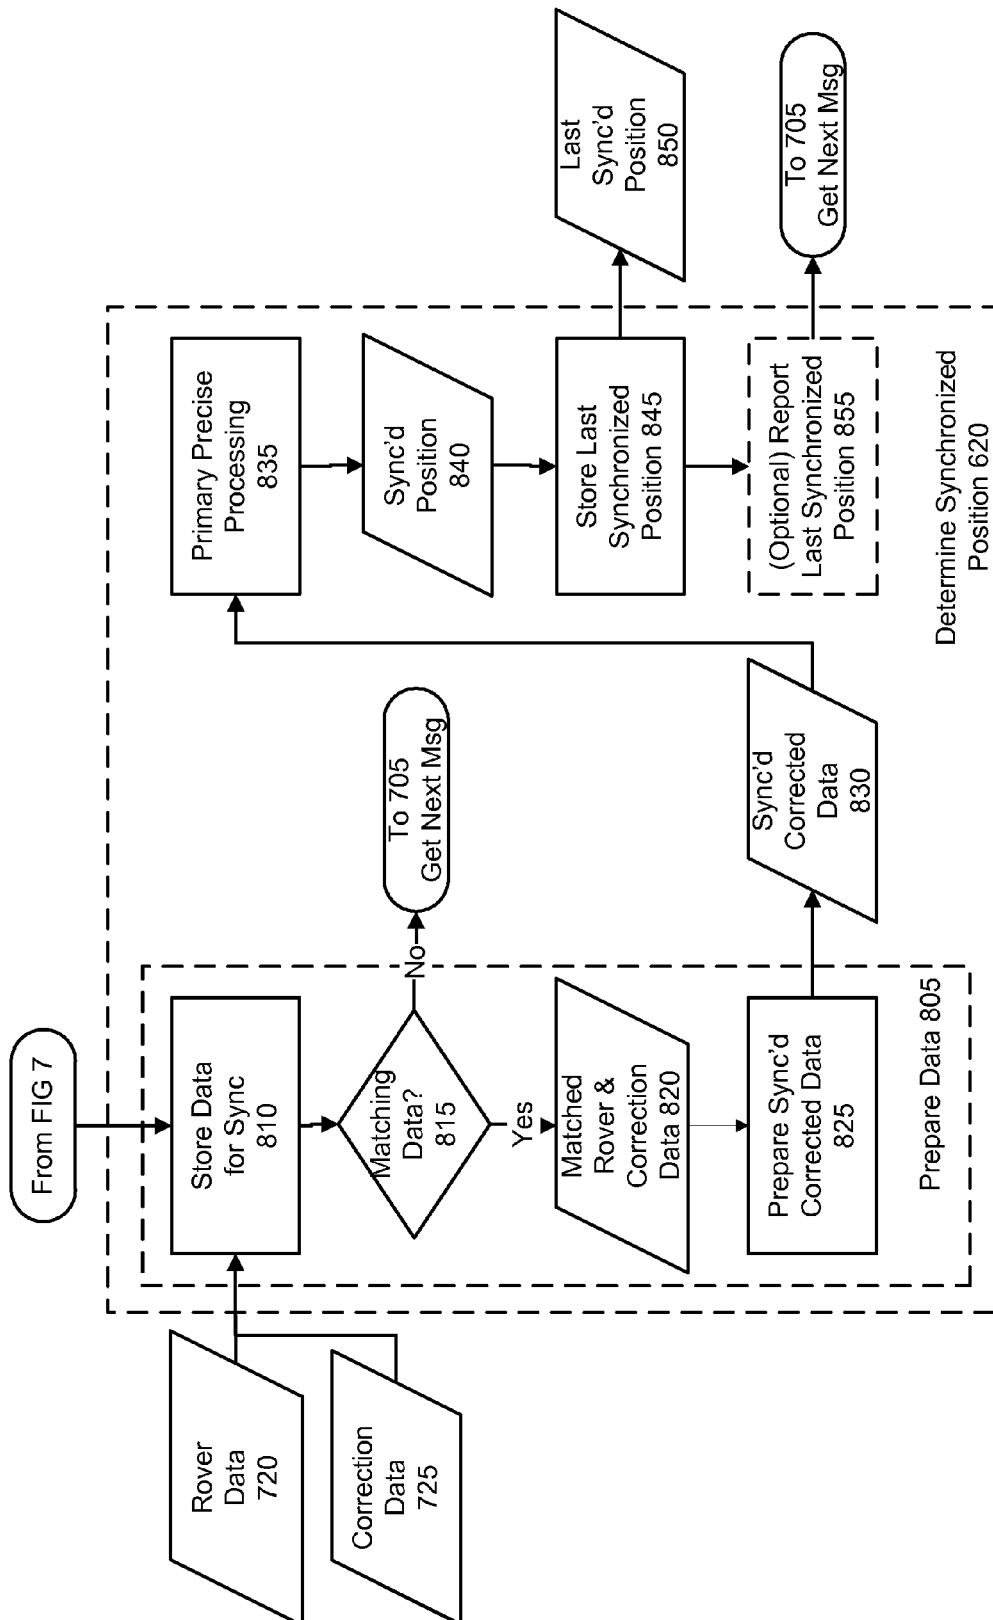 From FIG 7
Rover
Data
720
Correction
Data
725
Store Data
for Sync
810
Matching
Data?
815
No
To 705
Get Next Msg
Yes
Matched
Rover &
Correction
Data 820
Prepare Sync'd
Corrected Data
825
Prepare Data 805
Sync'd
Corrected
Data
830
Primary Precise
Processing
835
Sync'd
Position
840
Store Last
Synchronized
Position 845
Last
Sync'd
Position
850
(Optional) Report
Last Synchronized
Position 855
To 705
Get Next Msg
Determine Synchronized
Position 620